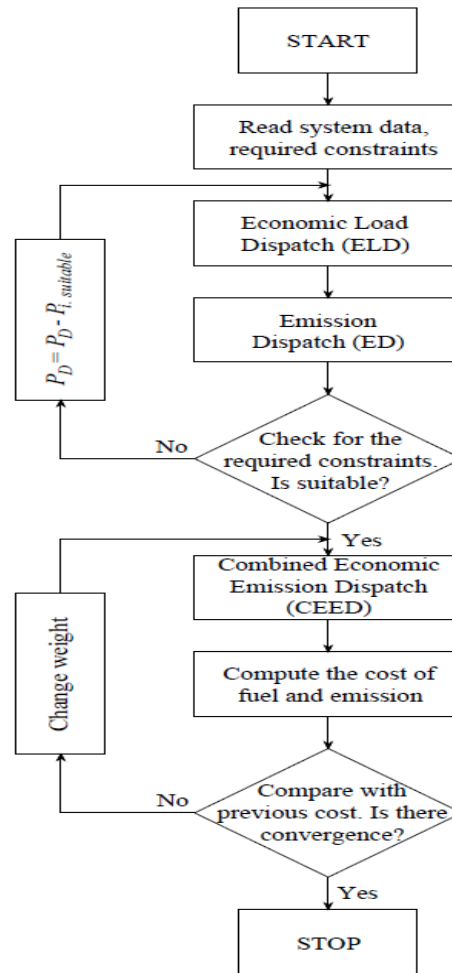 START
Read system data,
required constraints
Economic Load
Dispatch (ELD)
Emission
Dispatch (ED)
P_D = P_D - P_{i. suitable}
No
Check for the
required constraints.
Is suitable?
Yes
Combined Economic
Emission Dispatch
(CEED)
Change weight
Compute the cost of
fuel and emission
No
Compare with
previous cost. Is there
convergence?
Yes
STOP